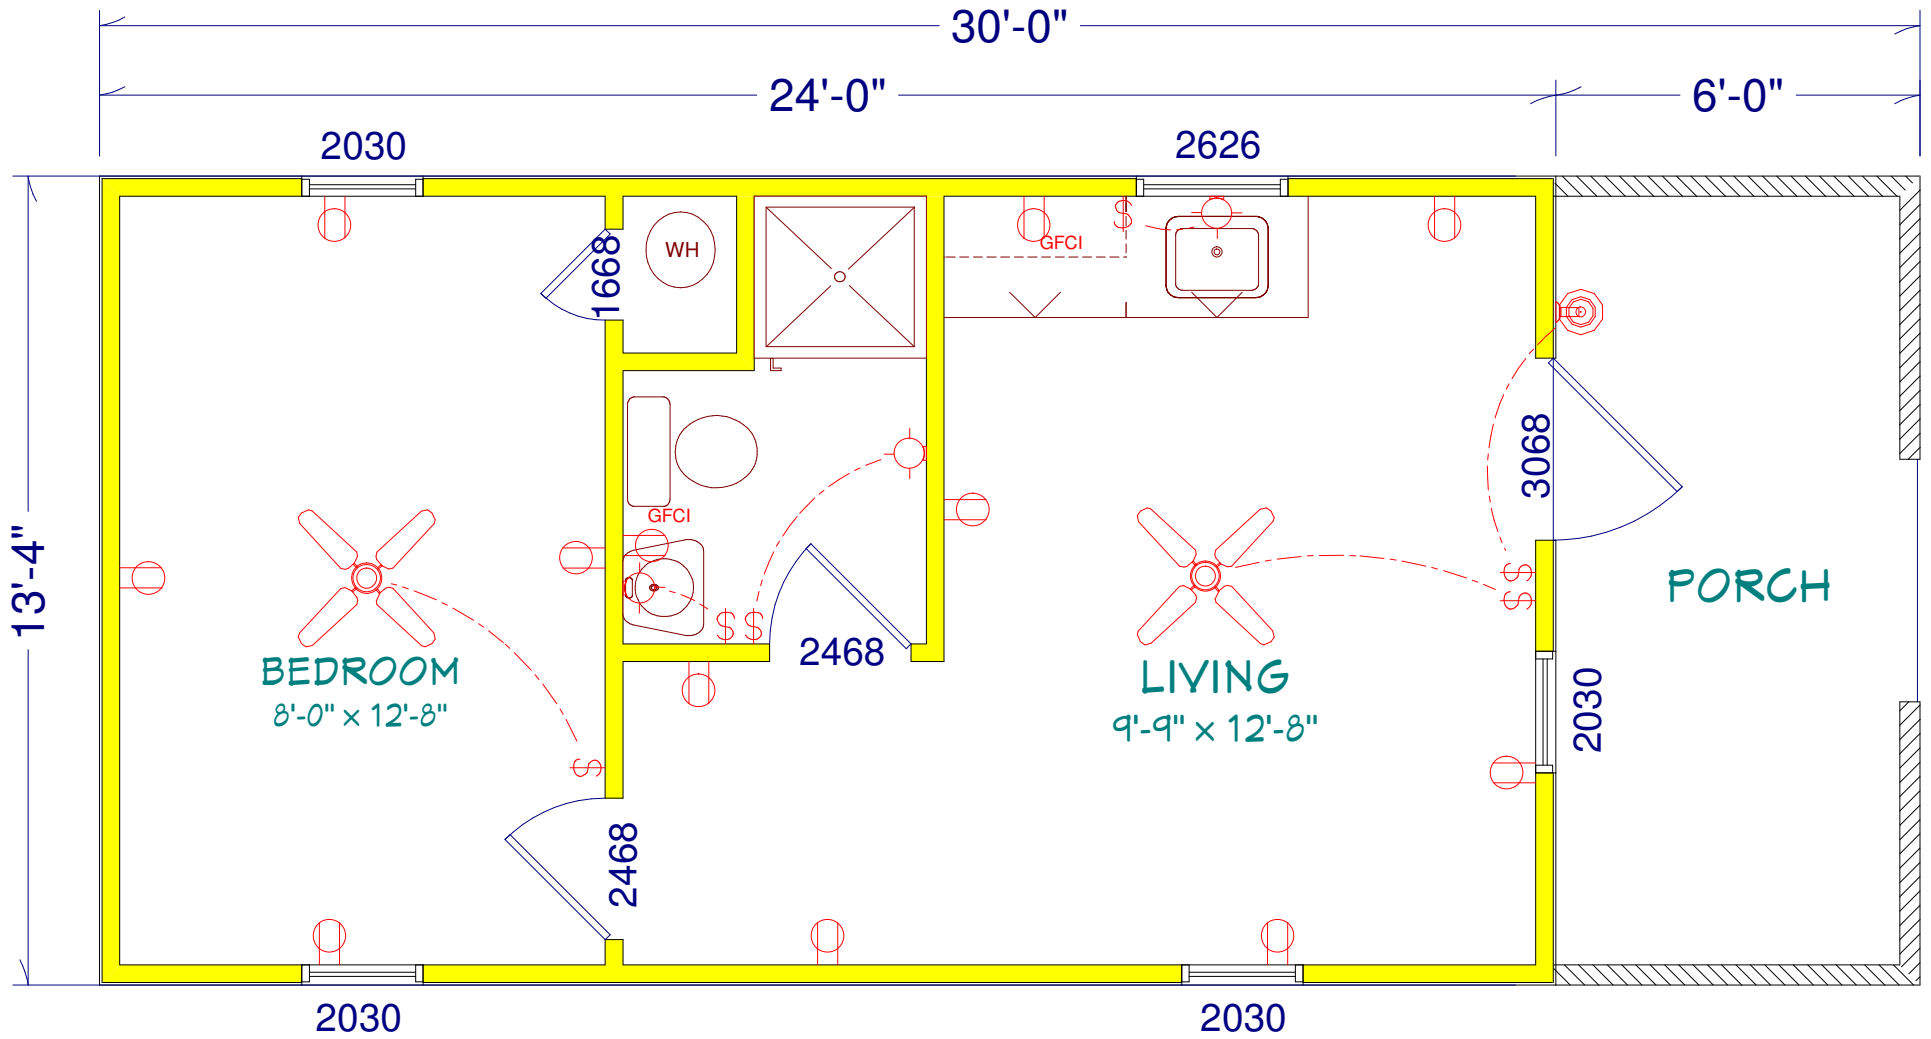 30'-0"
24'-0"
6'-0"
2030
2626
1668
WH
GFCI
13'-4"
3068
GFCI
S
S S
S
S
2468
PORCH
BEDROOM
8'-0" x 12'-8"
LIVING
9'-9" x 12'-8"
2030
S
2468
2030
2030